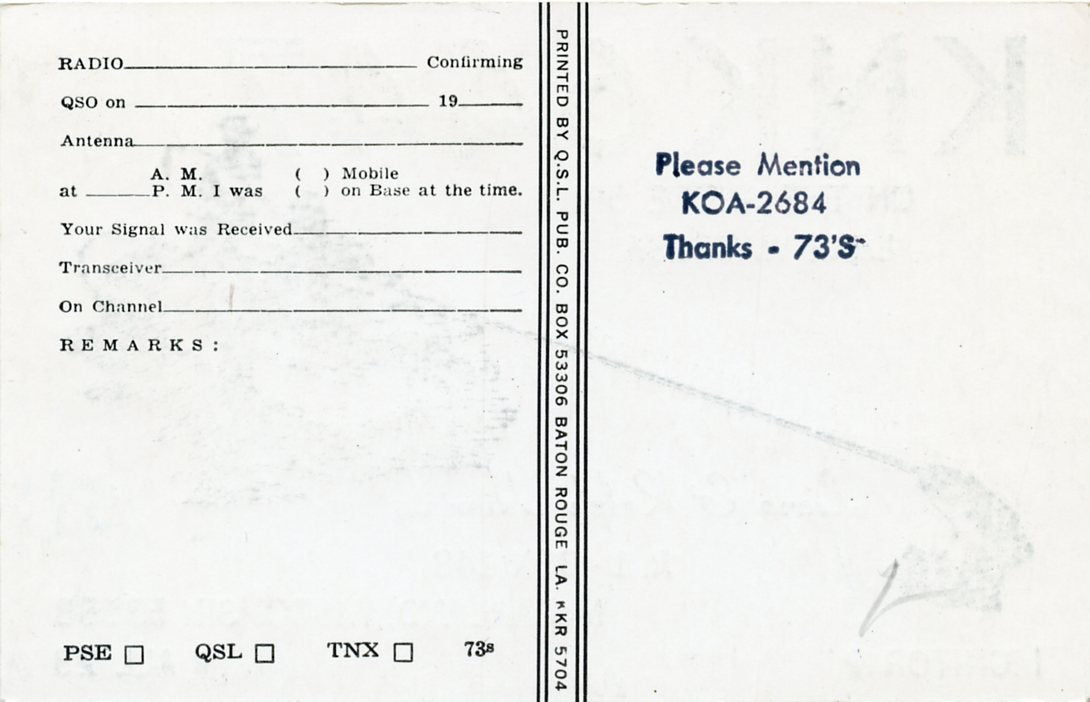 RADIO Confirming
QSO on 19
Antenna
A. M. ( ) Mobile
at P. M. I was ( ) on Base at the time.
Your Signal was Received
Transceiver
On Channel
REMARKS:
PSE □ QSL □ TNX □ 73s
PRINTED BY Q.S.L. PUB. CO. BOX 53306 BATON ROUGE LA. KKR 5704
Please Mention
KOA-2684
Thanks - 73'S